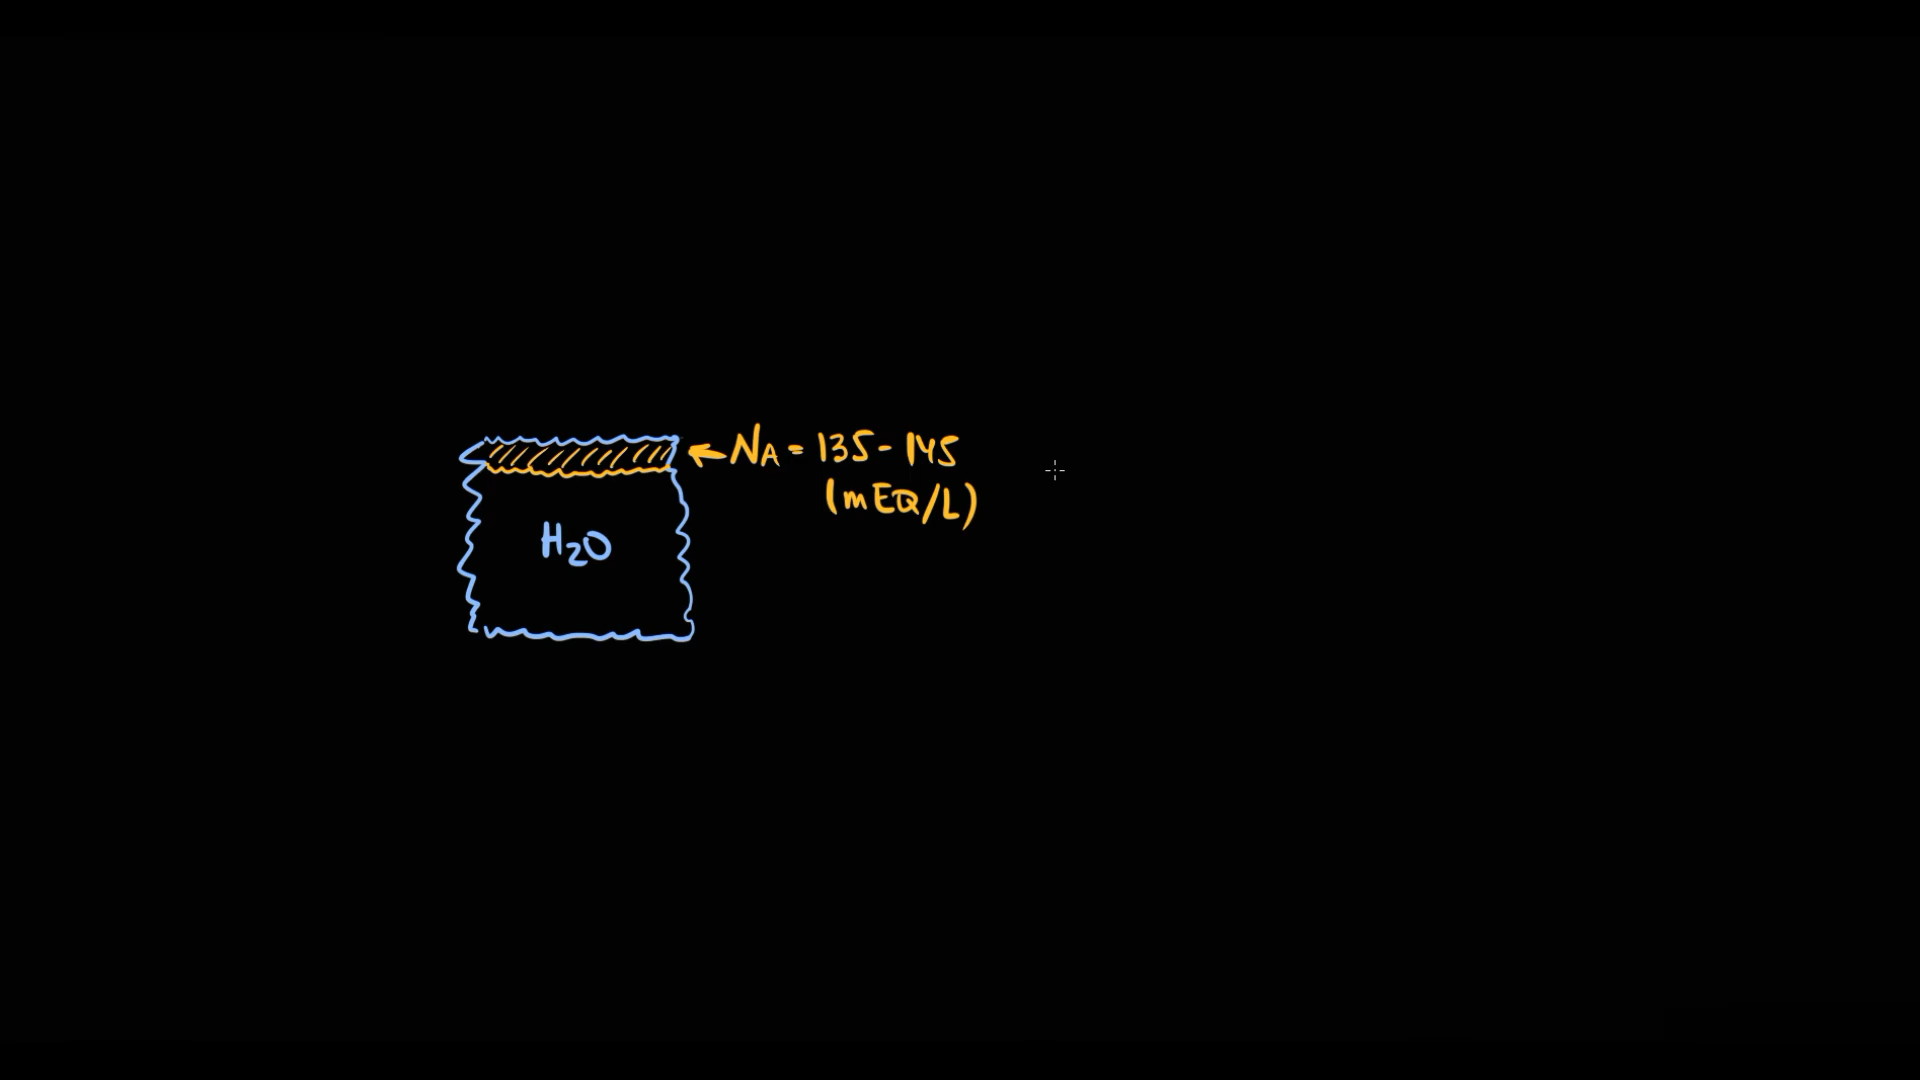 NA = 135-145
(mEQ/L)
H₂O